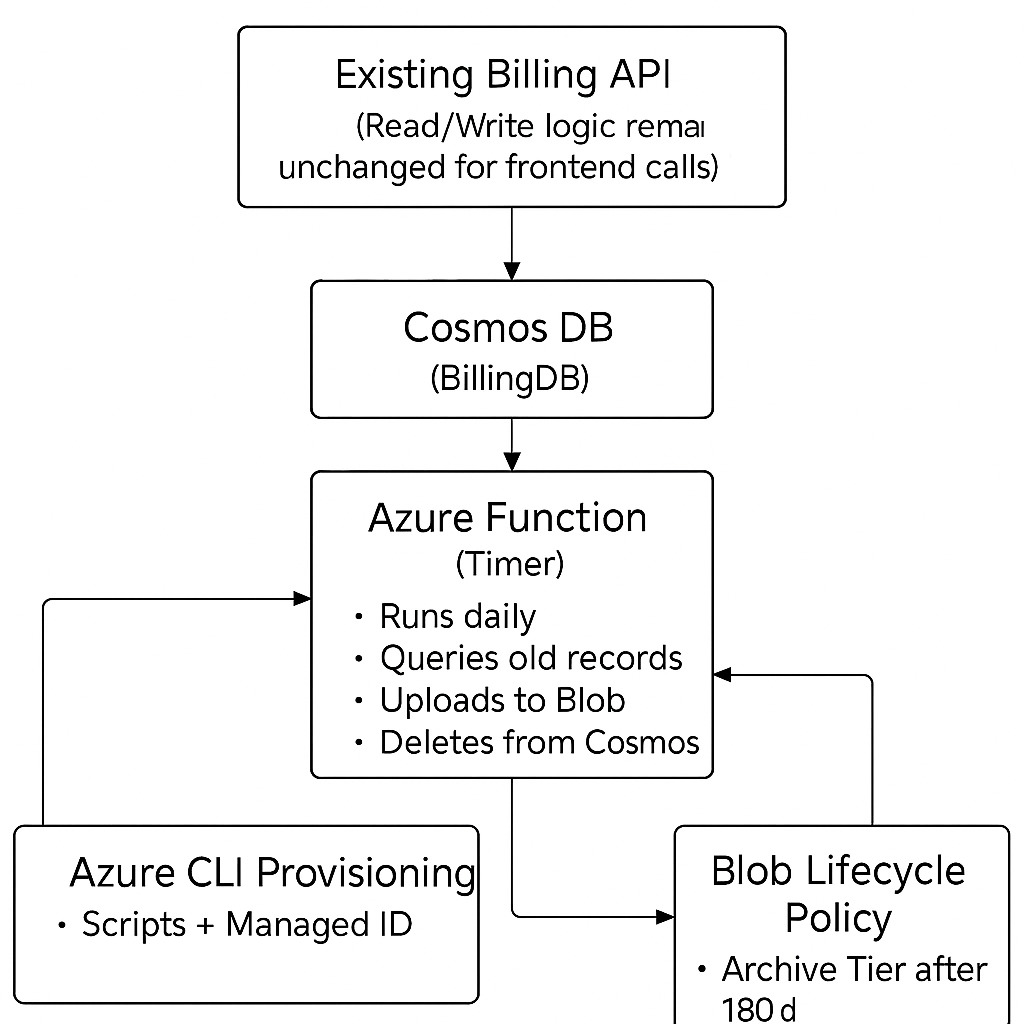 Existing Billing API
(Read/Write logic remai
unchanged for frontend calls)
Cosmos DB
(BillingDB)
Azure Function
(Timer)
• Runs daily
• Queries old records
• Uploads to Blob
• Deletes from Cosmos
Azure CLI Provisioning
• Scripts + Managed ID
Blob Lifecycle
Policy
• Archive Tier after
180 d